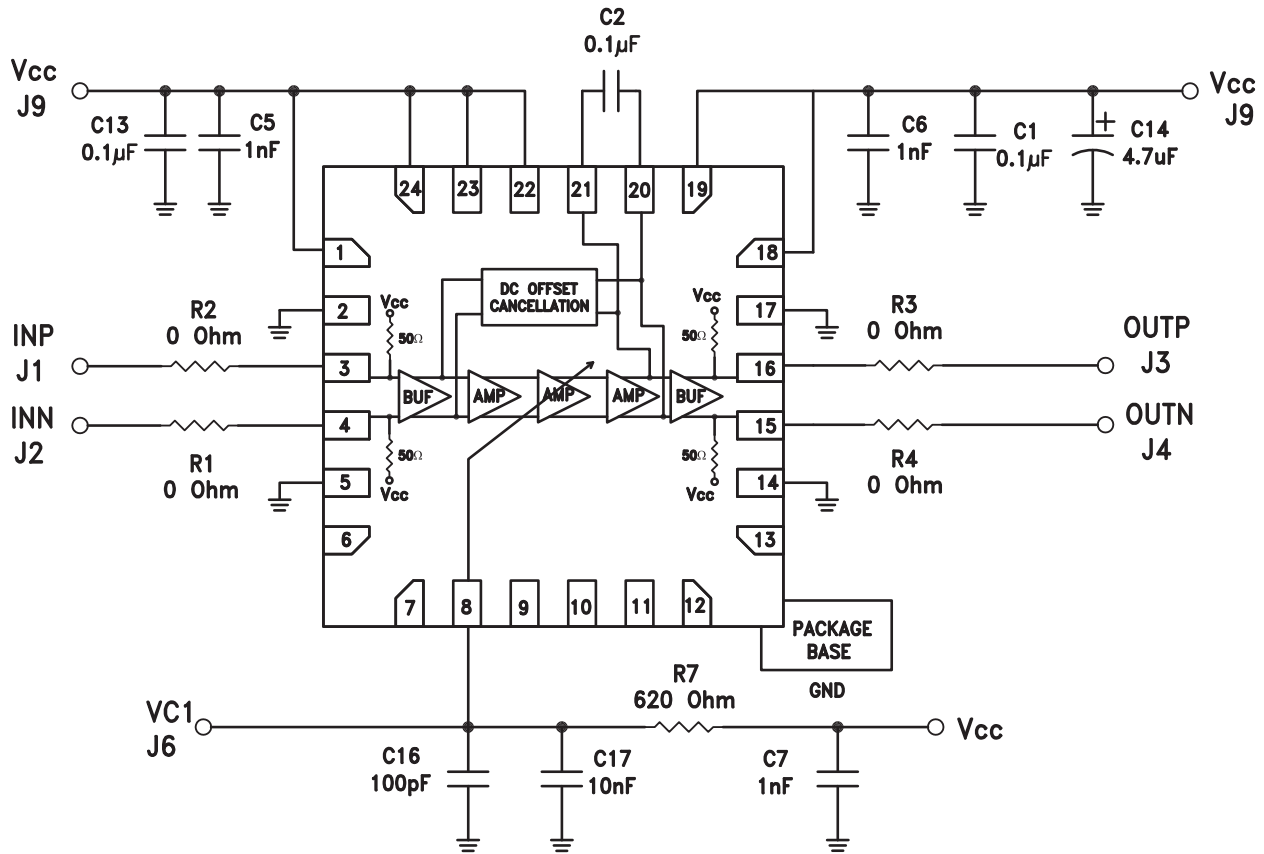 C2
0.1µF
Vcc
J9
C13
0.1µF
C5
1nF
C6
1nF
C1
0.1µF
+
C14
4.7uF
Vcc
J9
24
23
22
21
20
19
1
18
DC OFFSET
CANCELLATION
Vcc
50Ω
Vcc
50Ω
2
17
INP
J1
R2
0 Ohm
3
16
R3
0 Ohm
OUTP
J3
BUF
AMP
AMP
AMP
BUF
INN
J2
R1
0 Ohm
4
15
R4
0 Ohm
OUTN
J4
50Ω
Vcc
50Ω
Vcc
5
14
6
13
7
8
9
10
11
12
PACKAGE
BASE
GND
VC1
J6
R7
620 Ohm
Vcc
C16
100pF
C17
10nF
C7
1nF